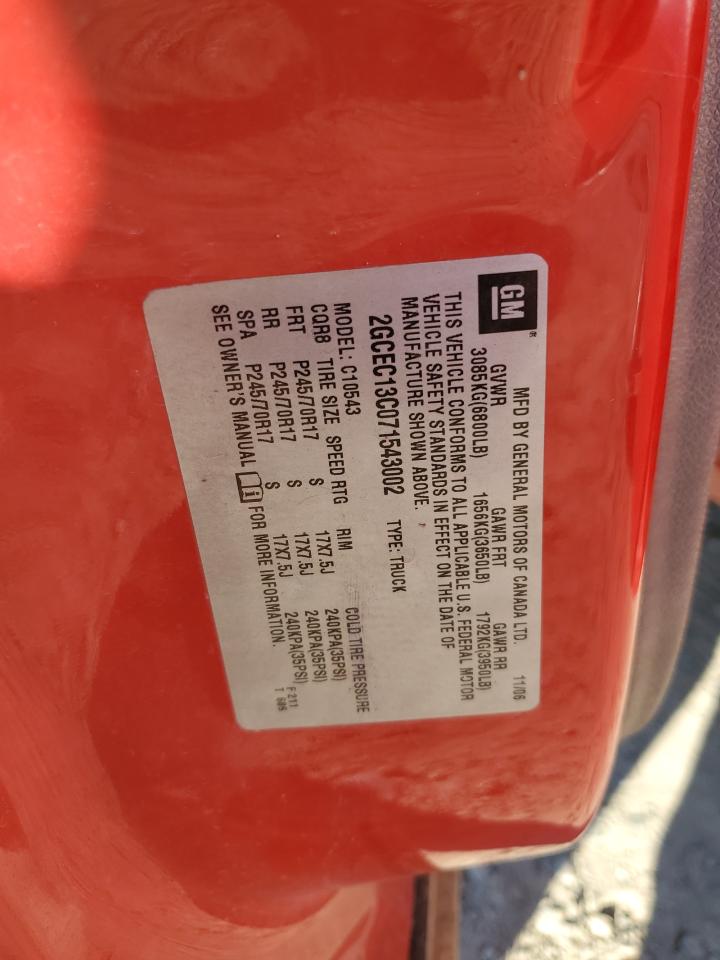 GM®
MFD BY GENERAL MOTORS OF CANADA LTD. 11/06
GVWR GAWR FRT GAWR RR
3085KG(6800LB) 1656KG(3650LB) 1792KG(3950LB)
THIS VEHICLE CONFORMS TO ALL APPLICABLE U.S. FEDERAL MOTOR
VEHICLE SAFETY STANDARDS IN EFFECT ON THE DATE OF
MANUFACTURE SHOWN ABOVE.
2GCEC13C071543002 TYPE: TRUCK
MODEL: C10543
CQRB TIRE SIZE SPEED RTG RIM COLD TIRE PRESSURE
FRT P245/70R17 S 17X7.5J 240KPA(35PSI)
RR P245/70R17 S 17X7.5J 240KPA(35PSI)
SPA P245/70R17 S 17X7.5J 240KPA(35PSI)
SEE OWNER'S MANUAL FOR MORE INFORMATION. F 211
T